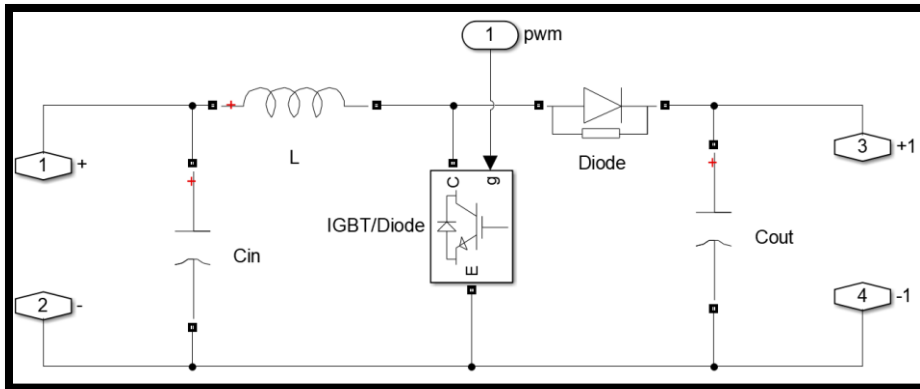 1 pwm
1 +
+
L
+
Cin
IGBT/Diode
C g
E
Diode
+
Cout
3 +1
2 -
4 -1